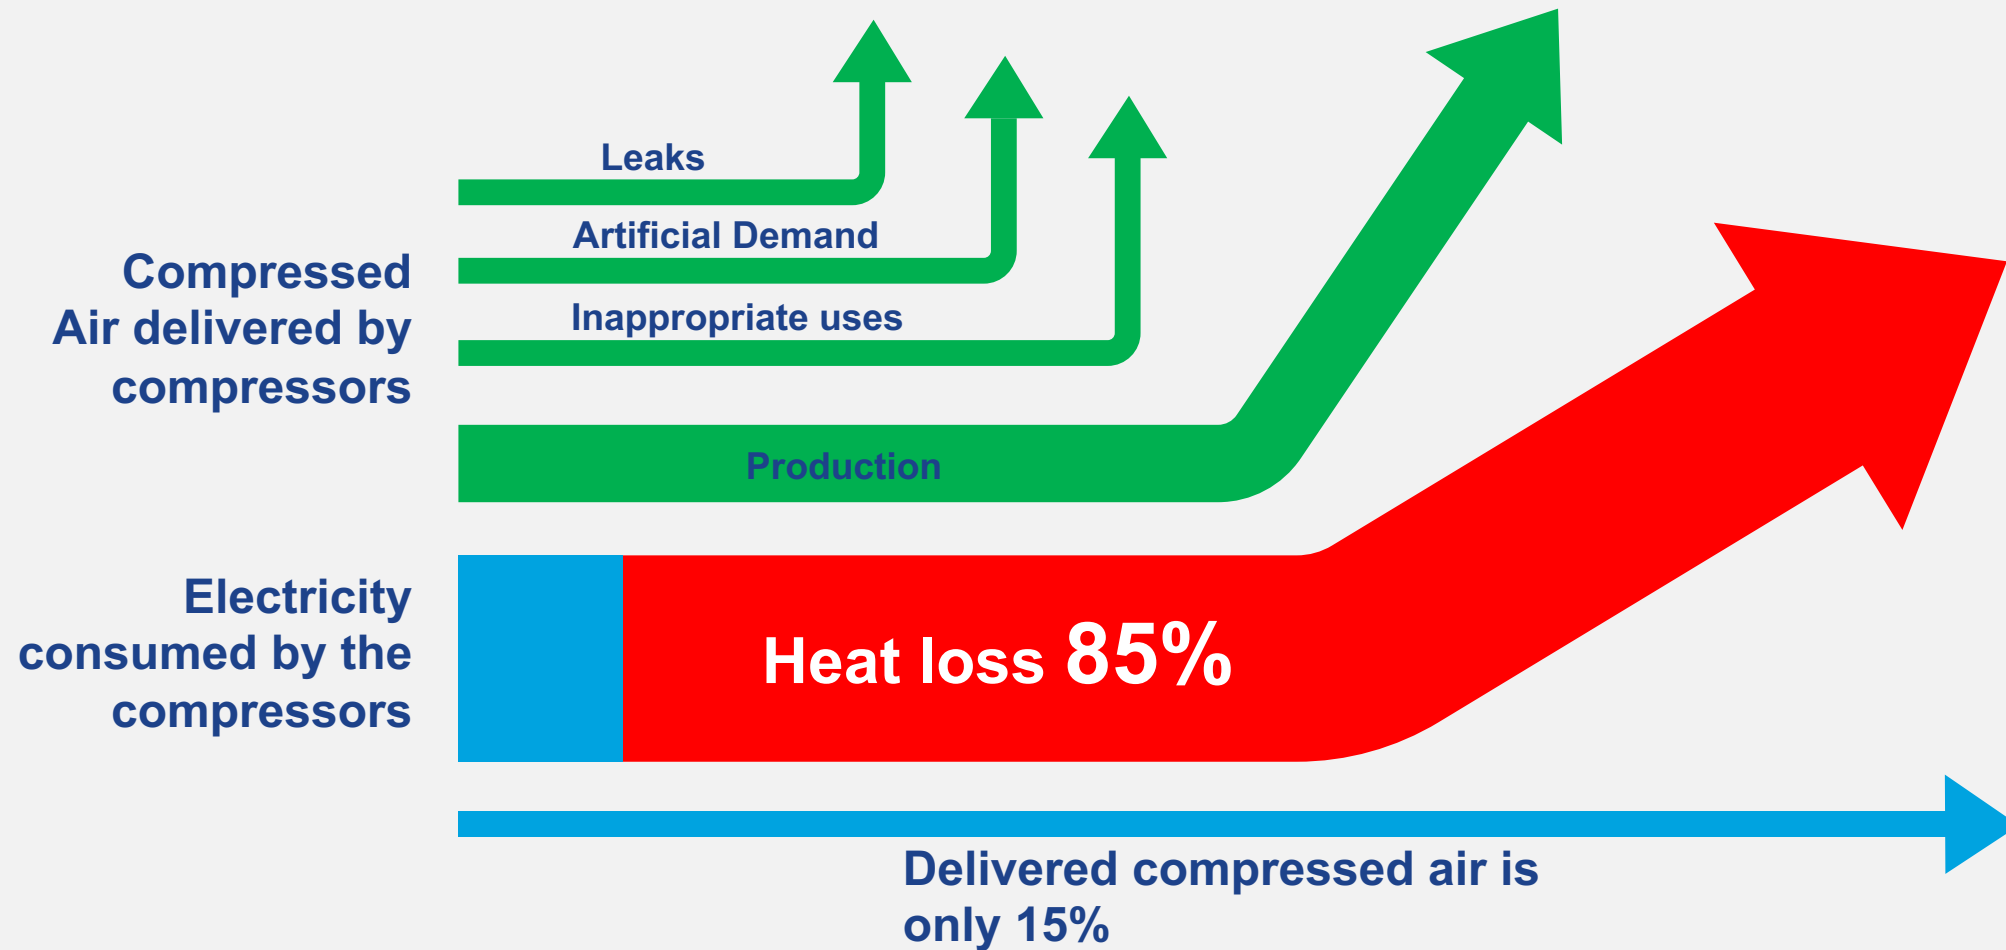 Leaks
Artificial Demand
Inappropriate uses
Compressed
Air delivered by
compressors
Production
Electricity
consumed by the
compressors
Heat loss 85%
Delivered compressed air is
only 15%